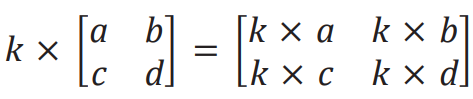 k × [a b; c d] = [k × a k × b; k × c k × d]